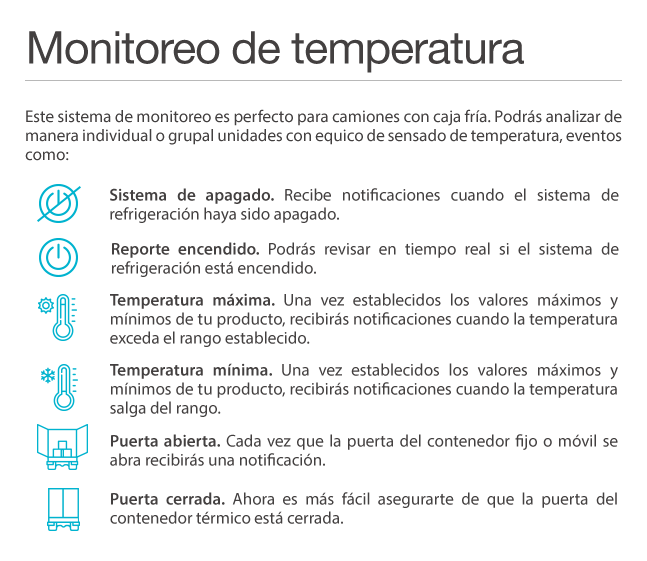 Monitoreo de temperatura
Este sistema de monitoreo es perfecto para camiones con caja fría. Podrás analizar de
manera individual o grupal unidades con equico de sensado de temperatura, eventos
como:
Sistema de apagado. Recibe notificaciones cuando el sistema de
refrigeración haya sido apagado.
Reporte encendido. Podrás revisar en tiempo real si el sistema de
refrigeración está encendido.
Temperatura máxima. Una vez establecidos los valores máximos y
mínimos de tu producto, recibirás notificaciones cuando la temperatura
exceda el rango establecido.
Temperatura mínima. Una vez establecidos los valores máximos y
mínimos de tu producto, recibirás notificaciones cuando la temperatura
salga del rango.
Puerta abierta. Cada vez que la puerta del contenedor fijo o móvil se
abra recibirás una notificación.
Puerta cerrada. Ahora es más fácil asegurarte de que la puerta del
contenedor térmico está cerrada.